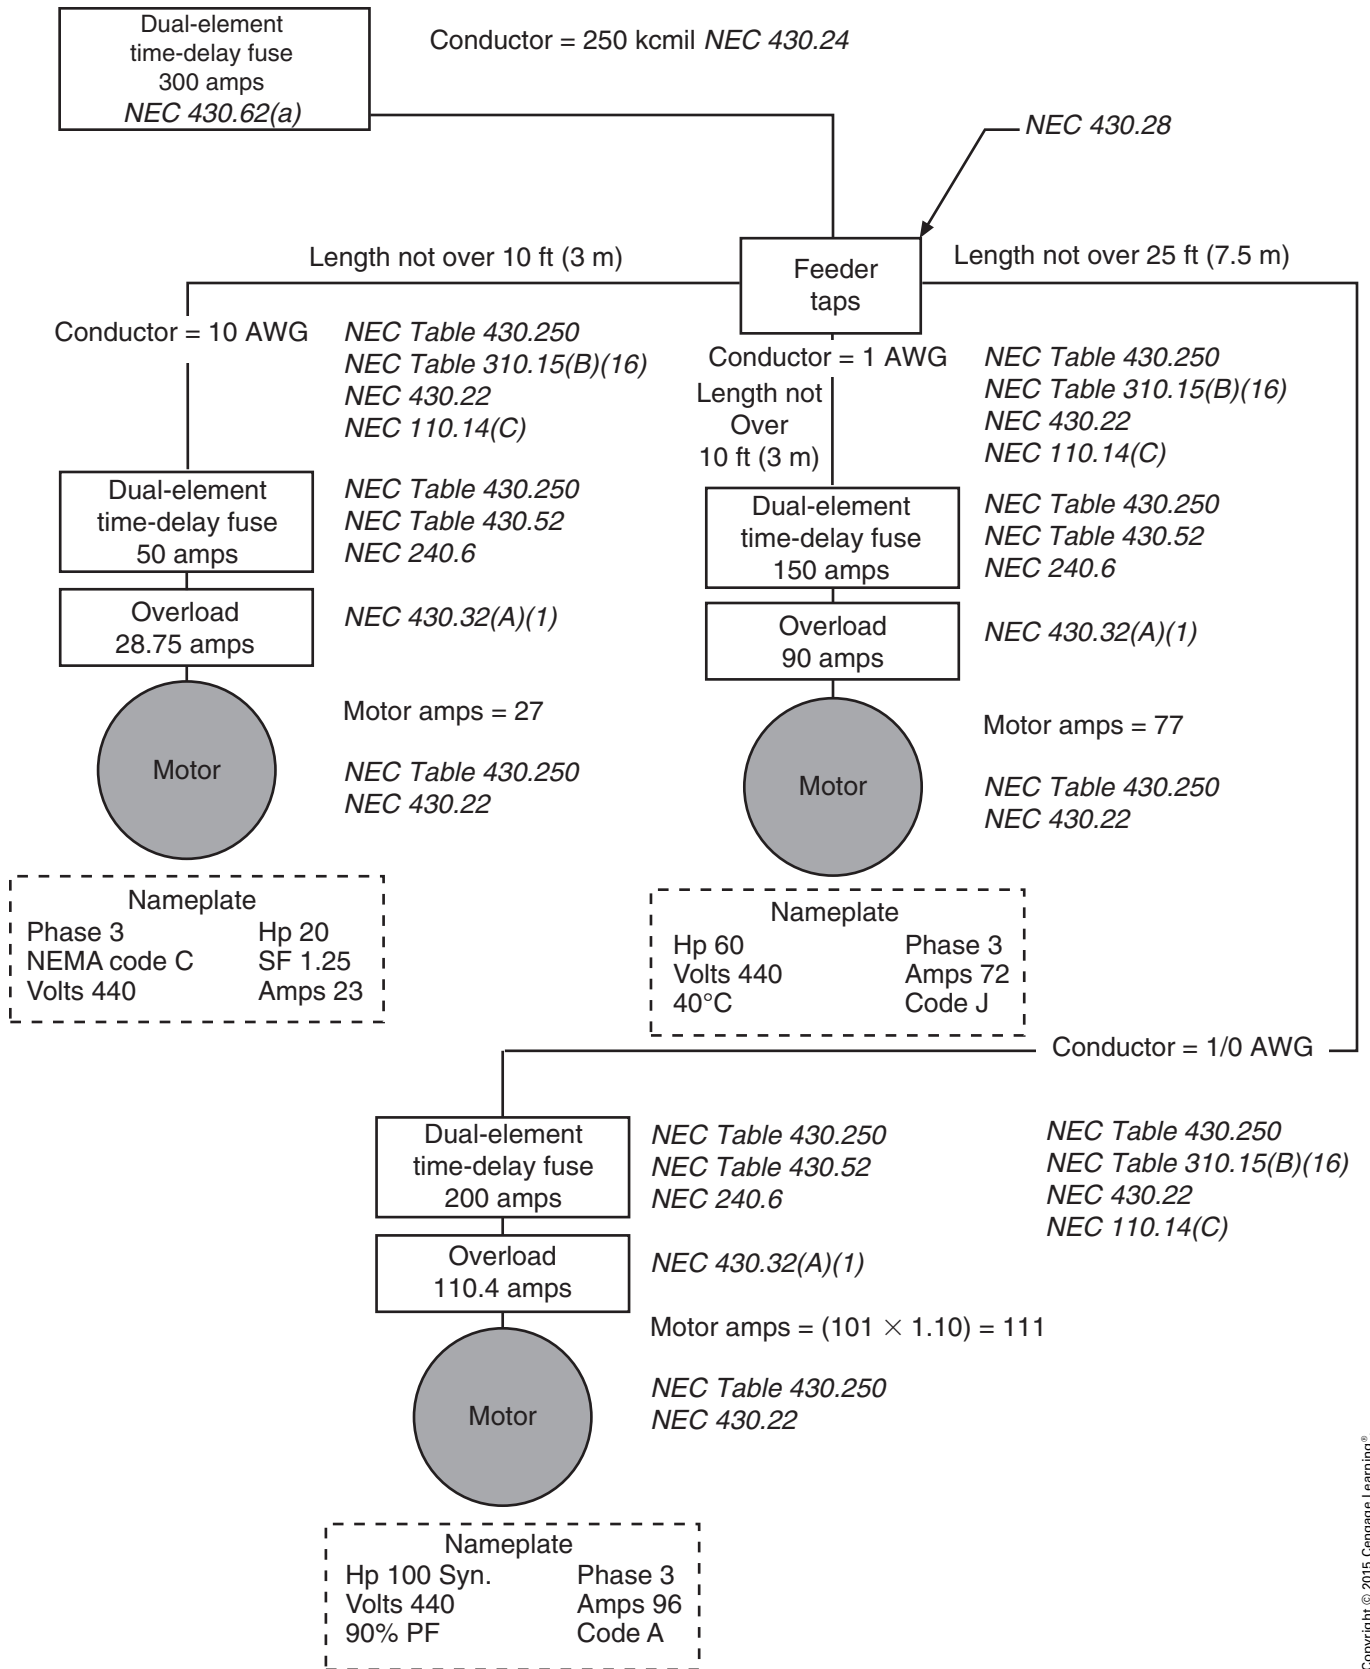 Dual-element
time-delay fuse
300 amps
NEC 430.62(a)
Conductor = 250 kcmil NEC 430.24
NEC 430.28
Length not over 10 ft (3 m)
Feeder
taps
Length not over 25 ft (7.5 m)
Conductor = 10 AWG
NEC Table 430.250
NEC Table 310.15(B)(16)
NEC 430.22
NEC 110.14(C)
Conductor = 1 AWG
Length not
Over
10 ft (3 m)
NEC Table 430.250
NEC Table 310.15(B)(16)
NEC 430.22
NEC 110.14(C)
Dual-element
time-delay fuse
50 amps
NEC Table 430.250
NEC Table 430.52
NEC 240.6
Dual-element
time-delay fuse
150 amps
NEC Table 430.250
NEC Table 430.52
NEC 240.6
Overload
28.75 amps
NEC 430.32(A)(1)
Overload
90 amps
NEC 430.32(A)(1)
Motor
Motor amps = 27
NEC Table 430.250
NEC 430.22
Motor
Motor amps = 77
NEC Table 430.250
NEC 430.22
Nameplate
Phase 3 Hp 20
NEMA code C SF 1.25
Volts 440 Amps 23
Nameplate
Hp 60 Phase 3
Volts 440 Amps 72
40°C Code J
Conductor = 1/0 AWG
Dual-element
time-delay fuse
200 amps
NEC Table 430.250
NEC Table 430.52
NEC 240.6
NEC Table 430.250
NEC Table 310.15(B)(16)
NEC 430.22
NEC 110.14(C)
Overload
110.4 amps
NEC 430.32(A)(1)
Motor amps = (101 × 1.10) = 111
Motor
NEC Table 430.250
NEC 430.22
Nameplate
Hp 100 Syn. Phase 3
Volts 440 Amps 96
90% PF Code A
Copyright © 2015 Cengage Learning®